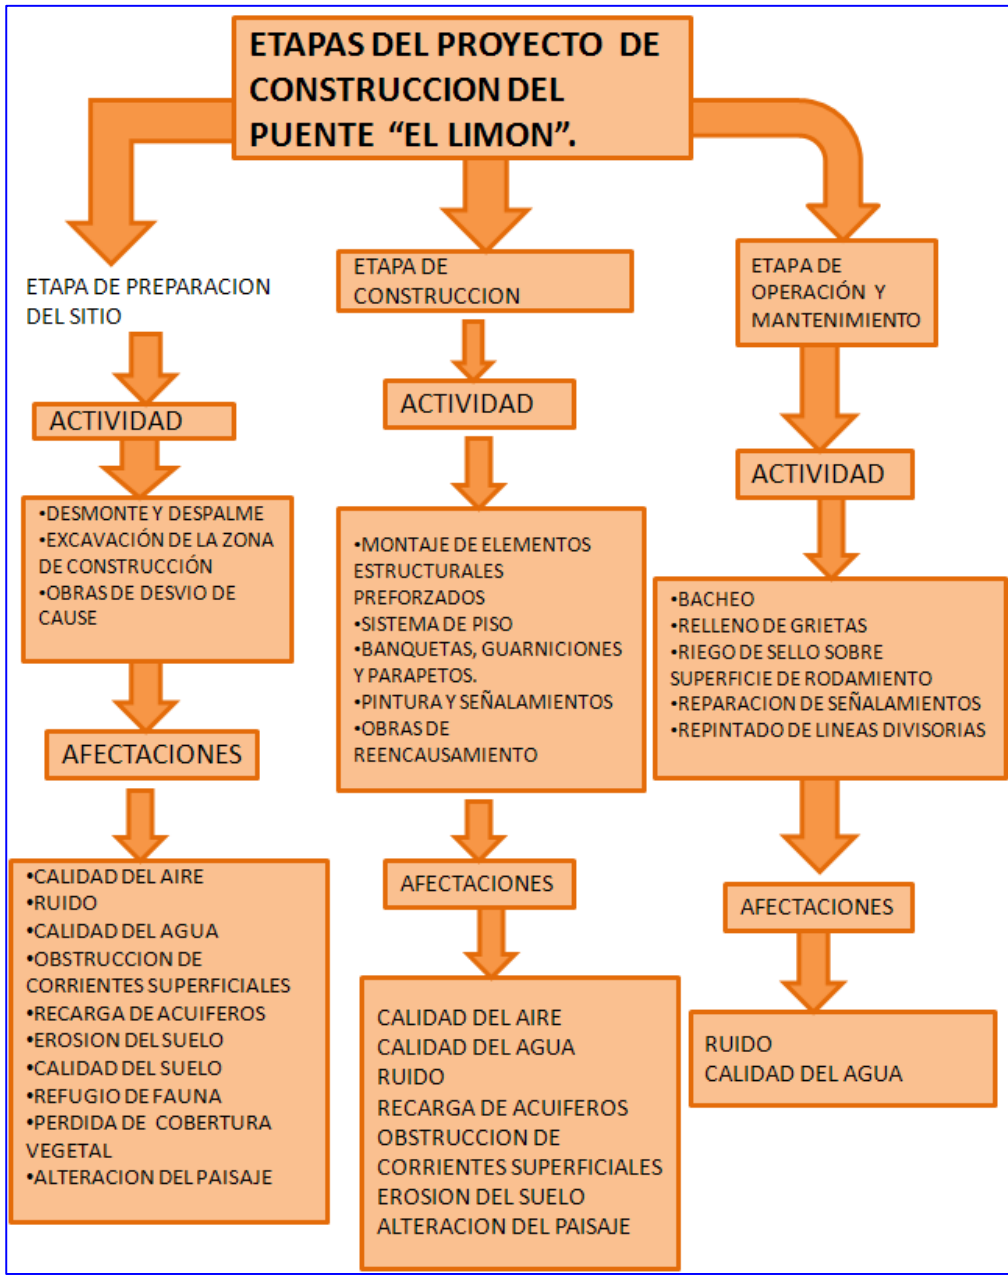 ETAPAS DEL PROYECTO DE
CONSTRUCCION DEL
PUENTE “EL LIMON”.
ETAPA DE PREPARACION
DEL SITIO
ACTIVIDAD
•DESMONTE Y DESPALME
•EXCAVACIÓN DE LA ZONA
DE CONSTRUCCIÓN
•OBRAS DE DESVIO DE
CAUSE
AFECTACIONES
•CALIDAD DEL AIRE
•RUIDO
•CALIDAD DEL AGUA
•OBSTRUCCION DE
CORRIENTES SUPERFICIALES
•RECARGA DE ACUIFEROS
•EROSION DEL SUELO
•CALIDAD DEL SUELO
•REFUGIO DE FAUNA
•PERDIDA DE COBERTURA
VEGETAL
•ALTERACION DEL PAISAJE
ETAPA DE
CONSTRUCCION
ACTIVIDAD
•MONTAJE DE ELEMENTOS
ESTRUCTURALES
PREFORZADOS
•SISTEMA DE PISO
•BANQUETAS, GUARNICIONES
Y PARAPETOS.
•PINTURA Y SEÑALAMIENTOS
•OBRAS DE
REENCAUSAMIENTO
AFECTACIONES
CALIDAD DEL AIRE
CALIDAD DEL AGUA
RUIDO
RECARGA DE ACUIFEROS
OBSTRUCCION DE
CORRIENTES SUPERFICIALES
EROSION DEL SUELO
ALTERACION DEL PAISAJE
ETAPA DE
OPERACIÓN Y
MANTENIMIENTO
ACTIVIDAD
•BACHEO
•RELLENO DE GRIETAS
•RIEGO DE SELLO SOBRE
SUPERFICIE DE RODAMIENTO
•REPARACION DE SEÑALAMIENTOS
•REPINTADO DE LINEAS DIVISORIAS
AFECTACIONES
RUIDO
CALIDAD DEL AGUA